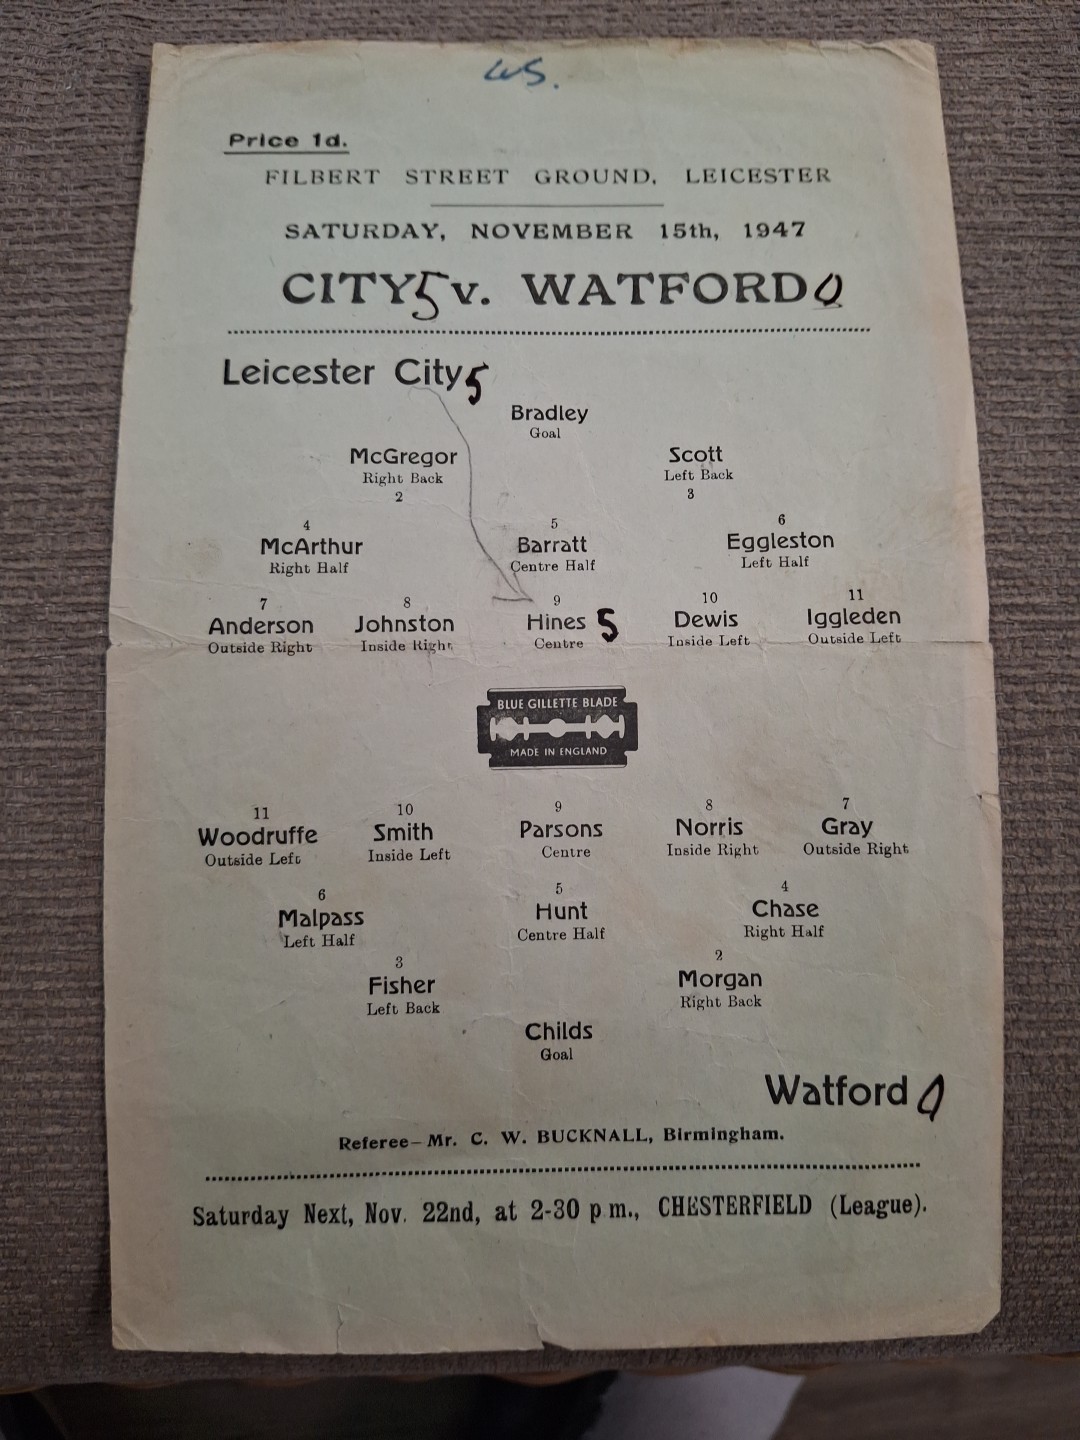 WS.
Price 1d.
FILBERT STREET GROUND, LEICESTER
SATURDAY, NOVEMBER 15th, 1947
CITY 5 v. WATFORD 0
Leicester City 5
Bradley
Goal
McGregor Scott
Right Back Left Back
2 3
4 5 6
McArthur Barratt Eggleston
Right Half Centre Half Left Half
7 8 9 10 11
Anderson Johnston Hines 5 Dewis Iggleden
Outside Right Inside Right Centre Inside Left Outside Left
BLUE GILLETTE BLADE
MADE IN ENGLAND
11 10 9 8 7
Woodruffe Smith Parsons Norris Gray
Outside Left Inside Left Centre Inside Right Outside Right
6 5 4
Malpass Hunt Chase
Left Half Centre Half Right Half
3 2
Fisher Morgan
Left Back Right Back
Childs
Goal
Watford 0
Referee—Mr. C. W. BUCKNALL, Birmingham.
Saturday Next, Nov. 22nd, at 2-30 p.m., CHESTERFIELD (League).